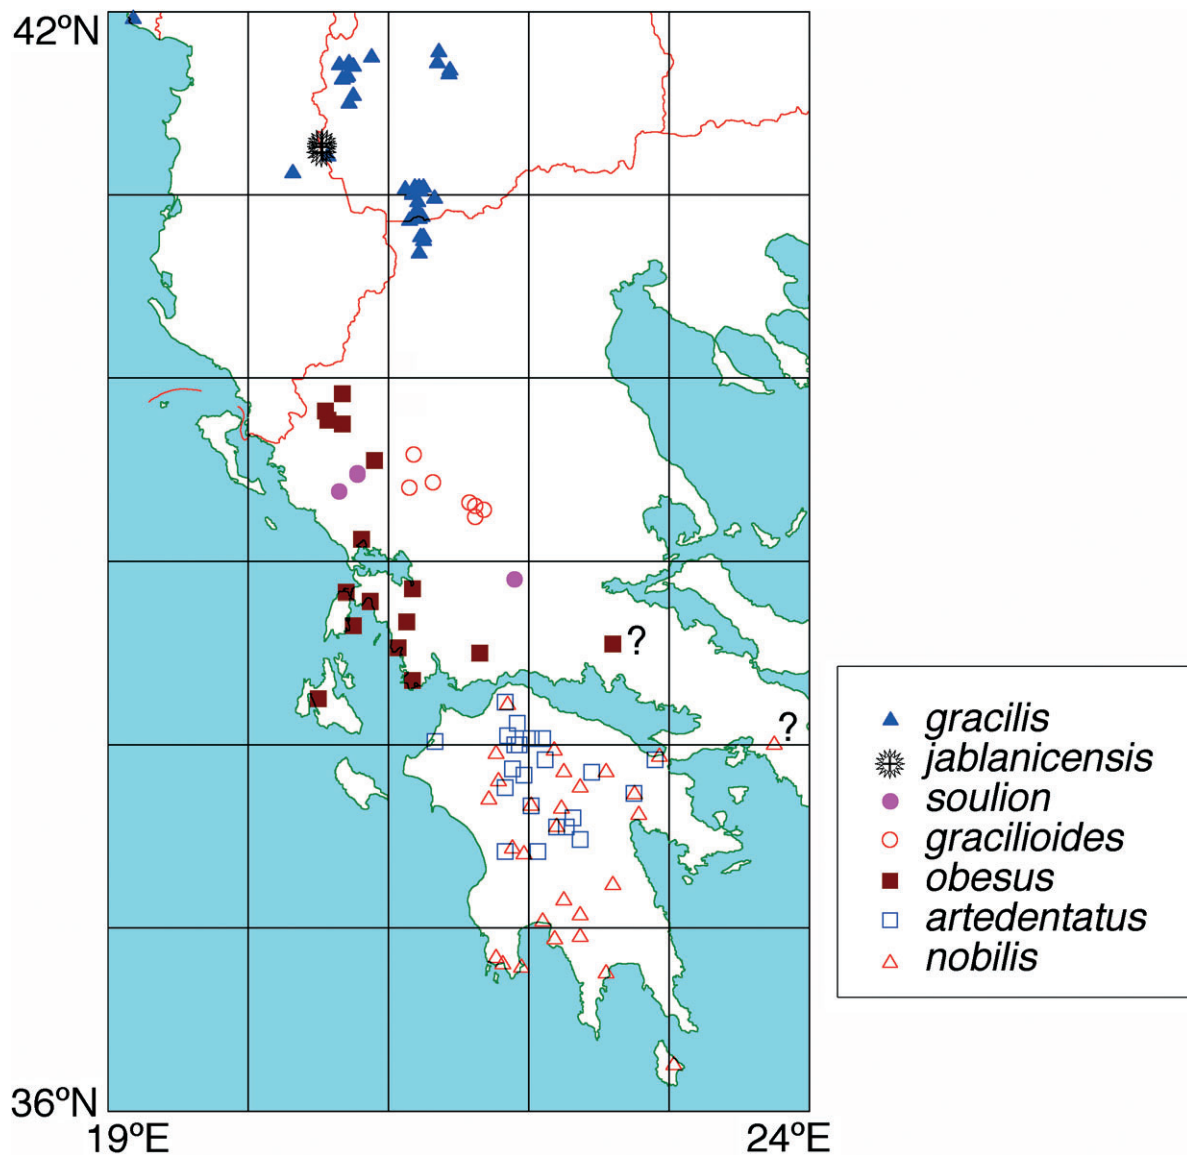 42ºN
?
?
gracilis
jablanicensis
soulion
gracilioides
obesus
artedentatus
nobilis
36ºN
19ºE
24ºE